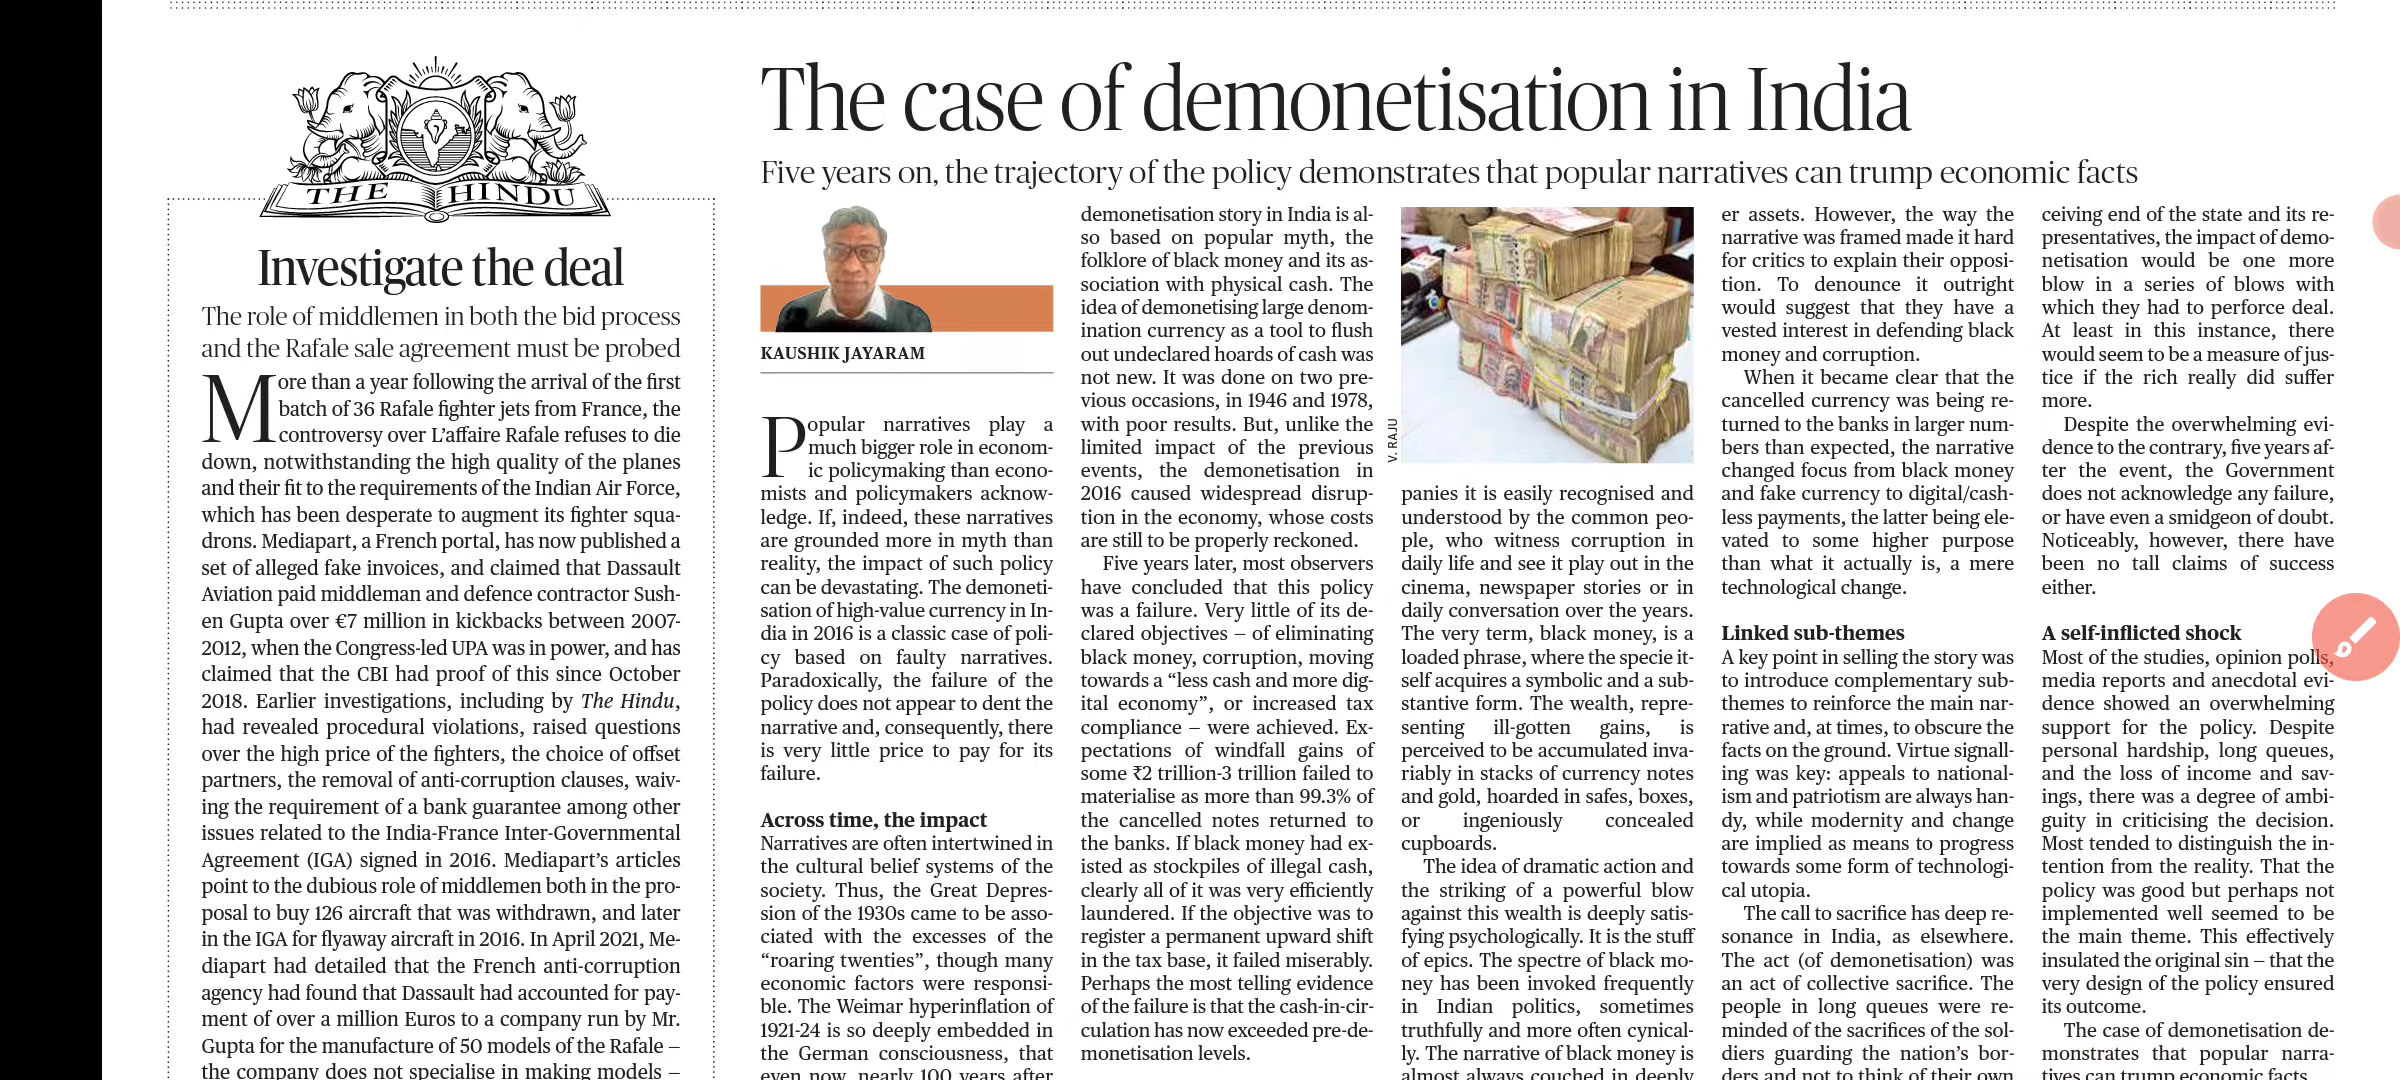 THE HINDU
Investigate the deal
The role of middlemen in both the bid process
and the Rafale sale agreement must be probed
More than a year following the arrival of the first
batch of 36 Rafale fighter jets from France, the
controversy over L'affaire Rafale refuses to die
down, notwithstanding the high quality of the planes
and their fit to the requirements of the Indian Air Force,
which has been desperate to augment its fighter squa-
drons. Mediapart, a French portal, has now published a
set of alleged fake invoices, and claimed that Dassault
Aviation paid middleman and defence contractor Sush-
en Gupta over €7 million in kickbacks between 2007-
2012, when the Congress-led UPA was in power, and has
claimed that the CBI had proof of this since October
2018. Earlier investigations, including by The Hindu,
had revealed procedural violations, raised questions
over the high price of the fighters, the choice of offset
partners, the removal of anti-corruption clauses, waiv-
ing the requirement of a bank guarantee among other
issues related to the India-France Inter-Governmental
Agreement (IGA) signed in 2016. Mediapart's articles
point to the dubious role of middlemen both in the pro-
posal to buy 126 aircraft that was withdrawn, and later
in the IGA for flyaway aircraft in 2016. In April 2021, Me-
diapart had detailed that the French anti-corruption
agency had found that Dassault had accounted for pay-
ment of over a million Euros to a company run by Mr.
Gupta for the manufacture of 50 models of the Rafale –
the company does not specialise in making models –
The case of demonetisation in India
Five years on, the trajectory of the policy demonstrates that popular narratives can trump economic facts
KAUSHIK JAYARAM
Popular narratives play a
much bigger role in econom-
ic policymaking than econo-
mists and policymakers acknow-
ledge. If, indeed, these narratives
are grounded more in myth than
reality, the impact of such policy
can be devastating. The demoneti-
sation of high-value currency in In-
dia in 2016 is a classic case of poli-
cy based on faulty narratives.
Paradoxically, the failure of the
policy does not appear to dent the
narrative and, consequently, there
is very little price to pay for its
failure.
Across time, the impact
Narratives are often intertwined in
the cultural belief systems of the
society. Thus, the Great Depres-
sion of the 1930s came to be asso-
ciated with the excesses of the
“roaring twenties”, though many
economic factors were responsi-
ble. The Weimar hyperinflation of
1921-24 is so deeply embedded in
the German consciousness, that
even now, nearly 100 years after
demonetisation story in India is al-
so based on popular myth, the
folklore of black money and its as-
sociation with physical cash. The
idea of demonetising large denom-
ination currency as a tool to flush
out undeclared hoards of cash was
not new. It was done on two pre-
vious occasions, in 1946 and 1978,
with poor results. But, unlike the
limited impact of the previous
events, the demonetisation in
2016 caused widespread disrup-
tion in the economy, whose costs
are still to be properly reckoned.
Five years later, most observers
have concluded that this policy
was a failure. Very little of its de-
clared objectives – of eliminating
black money, corruption, moving
towards a “less cash and more dig-
ital economy”, or increased tax
compliance – were achieved. Ex-
pectations of windfall gains of
some ₹2 trillion-3 trillion failed to
materialise as more than 99.3% of
the cancelled notes returned to
the banks. If black money had ex-
isted as stockpiles of illegal cash,
clearly all of it was very efficiently
laundered. If the objective was to
register a permanent upward shift
in the tax base, it failed miserably.
Perhaps the most telling evidence
of the failure is that the cash-in-cir-
culation has now exceeded pre-de-
monetisation levels.
V. RAJU
panies it is easily recognised and
understood by the common peo-
ple, who witness corruption in
daily life and see it play out in the
cinema, newspaper stories or in
daily conversation over the years.
The very term, black money, is a
loaded phrase, where the specie it-
self acquires a symbolic and a sub-
stantive form. The wealth, repre-
senting ill-gotten gains, is
perceived to be accumulated inva-
riably in stacks of currency notes
and gold, hoarded in safes, boxes,
or ingeniously concealed
cupboards.
The idea of dramatic action and
the striking of a powerful blow
against this wealth is deeply satis-
fying psychologically. It is the stuff
of epics. The spectre of black mo-
ney has been invoked frequently
in Indian politics, sometimes
truthfully and more often cynical-
ly. The narrative of black money is
almost always couched in deeply
er assets. However, the way the
narrative was framed made it hard
for critics to explain their opposi-
tion. To denounce it outright
would suggest that they have a
vested interest in defending black
money and corruption.
When it became clear that the
cancelled currency was being re-
turned to the banks in larger num-
bers than expected, the narrative
changed focus from black money
and fake currency to digital/cash-
less payments, the latter being ele-
vated to some higher purpose
than what it actually is, a mere
technological change.
Linked sub-themes
A key point in selling the story was
to introduce complementary sub-
themes to reinforce the main nar-
rative and, at times, to obscure the
facts on the ground. Virtue signall-
ing was key: appeals to national-
ism and patriotism are always han-
dy, while modernity and change
are implied as means to progress
towards some form of technologi-
cal utopia.
The call to sacrifice has deep re-
sonance in India, as elsewhere.
The act (of demonetisation) was
an act of collective sacrifice. The
people in long queues were re-
minded of the sacrifices of the sol-
diers guarding the nation's bor-
ders and not to think of their own
ceiving end of the state and its re-
presentatives, the impact of demo-
netisation would be one more
blow in a series of blows with
which they had to perforce deal.
At least in this instance, there
would seem to be a measure of jus-
tice if the rich really did suffer
more.
Despite the overwhelming evi-
dence to the contrary, five years af-
ter the event, the Government
does not acknowledge any failure,
or have even a smidgeon of doubt.
Noticeably, however, there have
been no tall claims of success
either.
A self-inflicted shock
Most of the studies, opinion polls,
media reports and anecdotal evi-
dence showed an overwhelming
support for the policy. Despite
personal hardship, long queues,
and the loss of income and sav-
ings, there was a degree of ambi-
guity in criticising the decision.
Most tended to distinguish the in-
tention from the reality. That the
policy was good but perhaps not
implemented well seemed to be
the main theme. This effectively
insulated the original sin – that the
very design of the policy ensured
its outcome.
The case of demonetisation de-
monstrates that popular narra-
tives can trump economic facts.